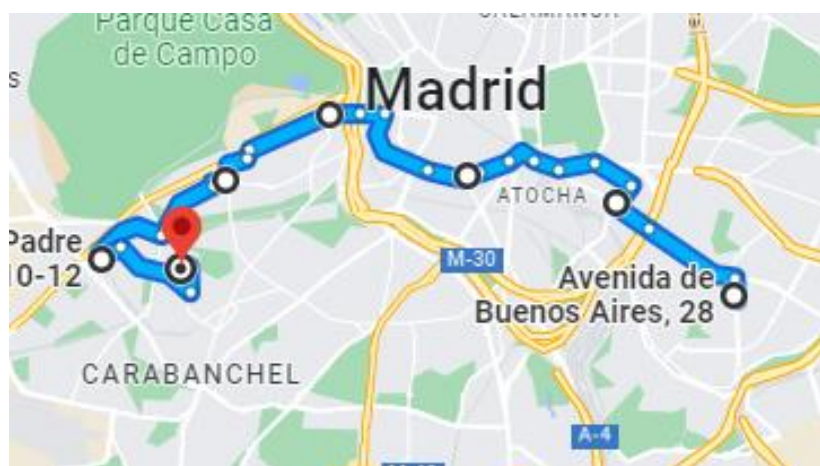 Parque Casa
de Campo
Madrid
ATOCHA
M-30
Padre
10-12
Avenida de
Buenos Aires, 28
CARABANCHEL
A-4